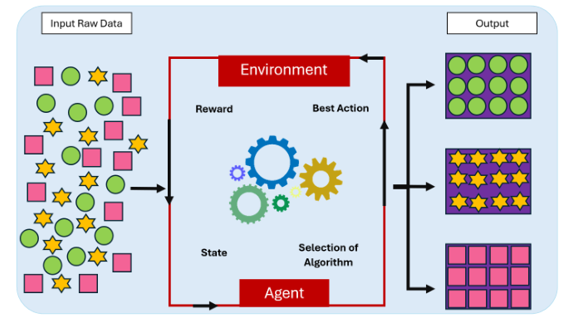 Input Raw Data
Output
Environment
Reward
Best Action
State
Selection of
Algorithm
Agent